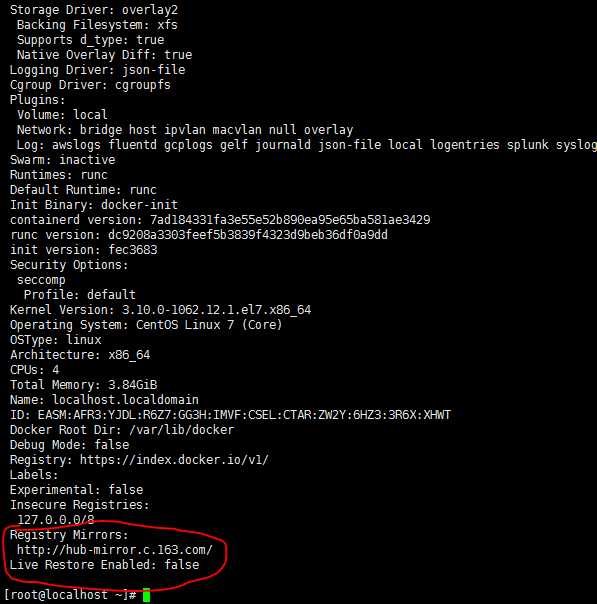 Storage Driver: overlay2
Backing Filesystem: xfs
Supports d_type: true
Native Overlay Diff: true
Logging Driver: json-file
Cgroup Driver: cgroupfs
Plugins:
Volume: local
Network: bridge host ipvlan macvlan null overlay
Log: awslogs fluentd gcplogs gelf journald json-file local logentries splunk syslog
Swarm: inactive
Runtimes: runc
Default Runtime: runc
Init Binary: docker-init
containerd version: 7ad184331fa3e55e52b890ea95e65ba581ae3429
runc version: dc9208a3303feef5b3839f4323d9beb36df0a9dd
init version: fec3683
Security Options:
seccomp
Profile: default
Kernel Version: 3.10.0-1062.12.1.el7.x86_64
Operating System: CentOS Linux 7 (Core)
OSType: linux
Architecture: x86_64
CPUs: 4
Total Memory: 3.84GiB
Name: localhost.localdomain
ID: EASM:AFR3:YJDL:R6Z7:GG3H:IMVF:CSEL:CTAR:ZW2Y:6HZ3:3R6X:XHWT
Docker Root Dir: /var/lib/docker
Debug Mode: false
Registry: https://index.docker.io/v1/
Labels:
Experimental: false
Insecure Registries:
127.0.0.0/8
Registry Mirrors:
http://hub-mirror.c.163.com/
Live Restore Enabled: false
[root@localhost ~]#